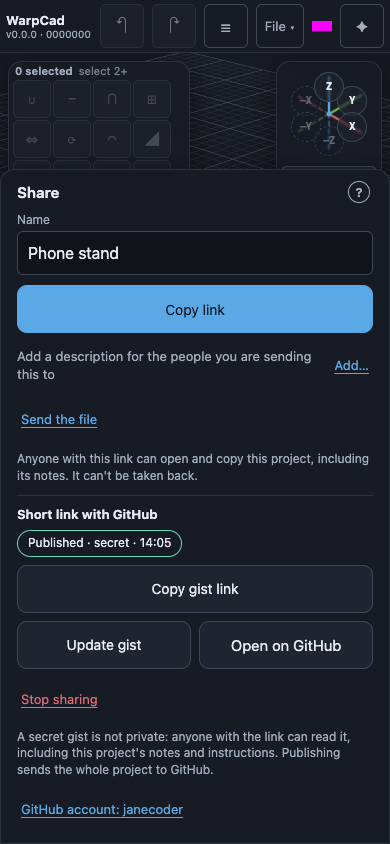 WarpCad
v0.0.0 · 0000000
File
0 selected select 2+
Z
Y
X
−X
−Y
−Z
Share
?
Name
Phone stand
Copy link
Add a description for the people you are sending
this to
Add...
Send the file
Anyone with this link can open and copy this project, including
its notes. It can't be taken back.
Short link with GitHub
Published · secret · 14:05
Copy gist link
Update gist
Open on GitHub
Stop sharing
A secret gist is not private: anyone with the link can read it,
including this project's notes and instructions. Publishing
sends the whole project to GitHub.
GitHub account: janecoder